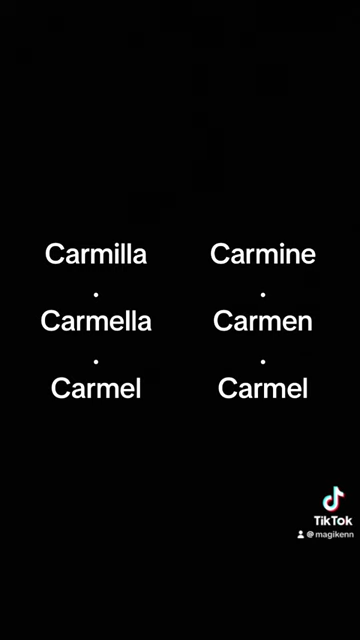 Carmilla
.
Carmella
.
Carmel
Carmine
.
Carmen
.
Carmel
TikTok
@magikenn